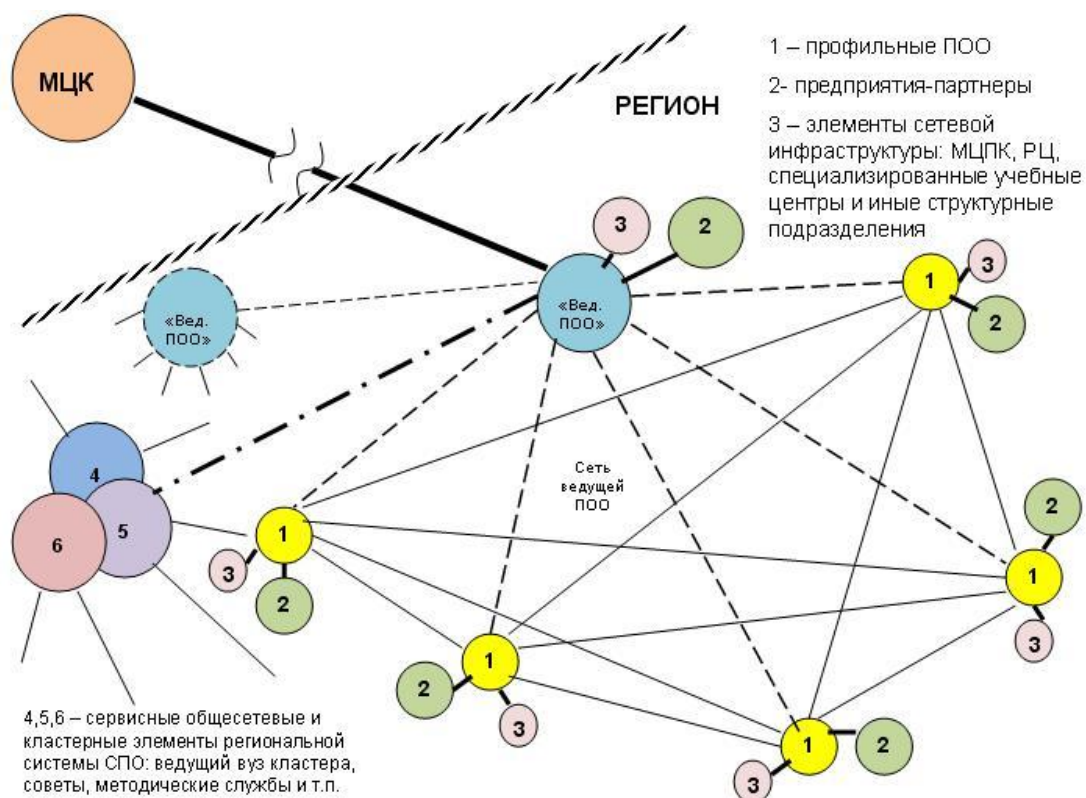 МЦК
РЕГИОН
1 – профильные ПОО
2- предприятия-партнеры
3 – элементы сетевой
инфраструктуры: МЦПК, РЦ,
специализированные учебные
центры и иные структурные
подразделения
3
2
1
3
2
«Вед.
ПОО»
«Вед.
ПОО»
4
5
6
Сеть
ведущей
ПОО
1
3
2
2
1
3
1
2
3
1
2
3
4,5,6 – сервисные общесетевые и
кластерные элементы региональной
системы СПО: ведущий вуз кластера,
советы, методические службы и т.п.